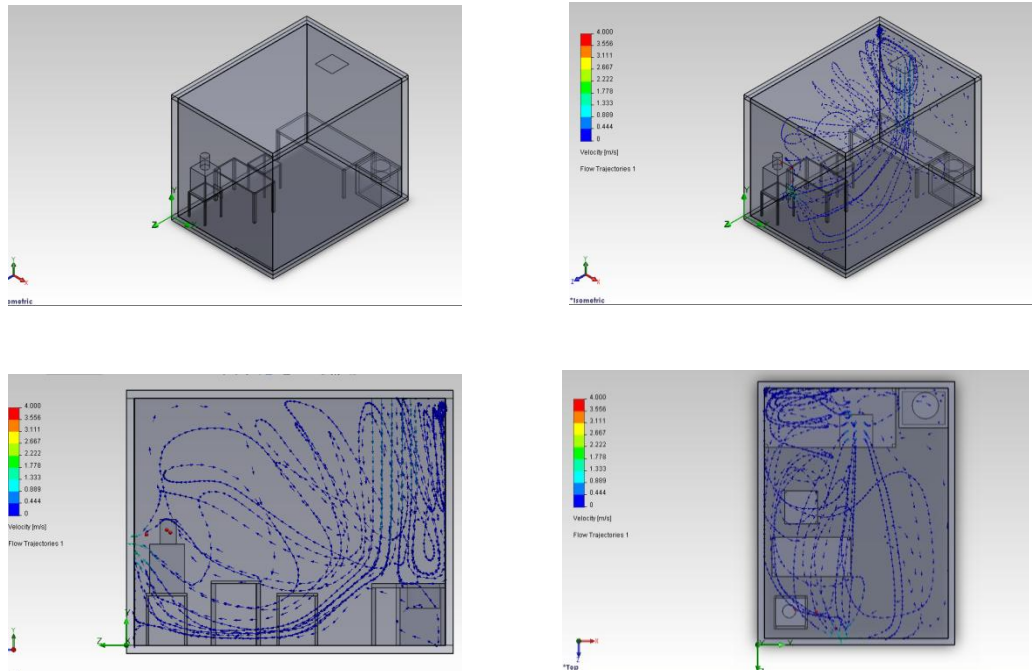 Y
Z
Y
X
ometric
4.000
3.556
3.111
2.667
2.222
1.778
1.333
0.889
0.444
0
Velocity [m/s]
Flow Trajectories 1
Y
Z
Y
Z
X
*Isometric
4.000
3.556
3.111
2.667
2.222
1.778
1.333
0.889
0.444
0
Velocity [m/s]
Flow Trajectories 1
Y
Z
Y
4.000
3.556
3.111
2.667
2.222
1.778
1.333
0.889
0.444
0
Velocity [m/s]
Flow Trajectories 1
Y
X
*Top